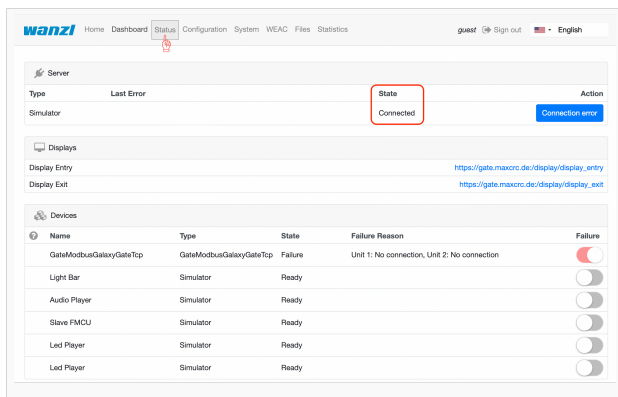 wanzl Home Dashboard Status Configuration System WEAC Files Statistics guest Sign out English
Server
Type Last Error State Action
Simulator Connected Connection error
Displays
Display Entry https://gate.maxcrc.de:/display/display_entry
Display Exit https://gate.maxcrc.de:/display/display_exit
Devices
? Name Type State Failure Reason Failure
GateModbusGalaxyGateTcp GateModbusGalaxyGateTcp Failure Unit 1: No connection, Unit 2: No connection
Light Bar Simulator Ready
Audio Player Simulator Ready
Slave FMCU Simulator Ready
Led Player Simulator Ready
Led Player Simulator Ready